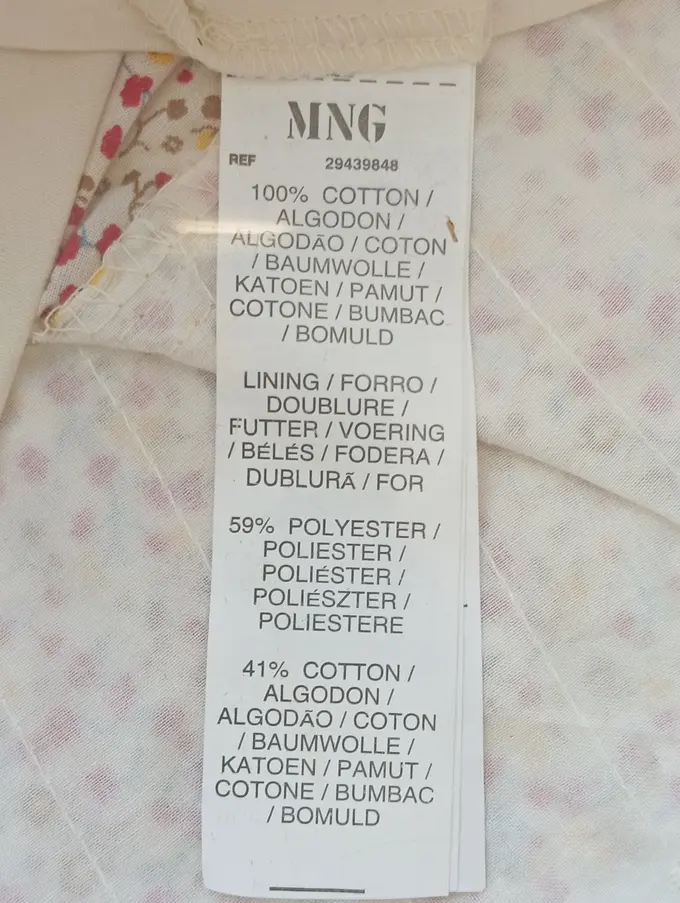 MNG
REF 29439848
100% COTTON /
ALGODON /
ALGODÃO / COTON
/ BAUMWOLLE /
KATOEN / PAMUT /
COTONE / BUMBAC
/ BOMULD
LINING / FORRO /
DOUBLURE /
FUTTER / VOERING
/ BÉLÉS / FODERA /
DUBLURĂ / FOR
59% POLYESTER /
POLIESTER /
POLIÉSTER /
POLIÉSZTER /
POLIESTERE
41% COTTON /
ALGODON /
ALGODÃO / COTON
/ BAUMWOLLE /
KATOEN / PAMUT /
COTONE / BUMBAC
/ BOMULD